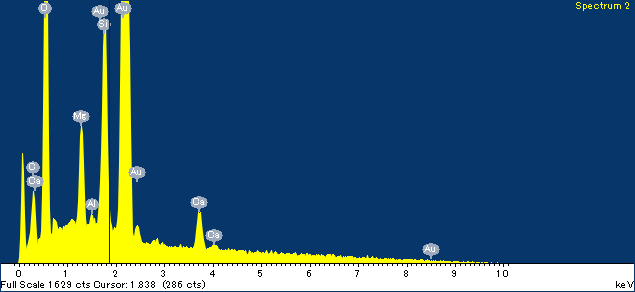 Spectrum 2
O
Au
Au
Si
Mg
C
Ca
Al
Au
Ca
Ca
Au
0 1 2 3 4 5 6 7 8 9 10
Full Scale 1629 cts Cursor: 1.838 (286 cts)
keV